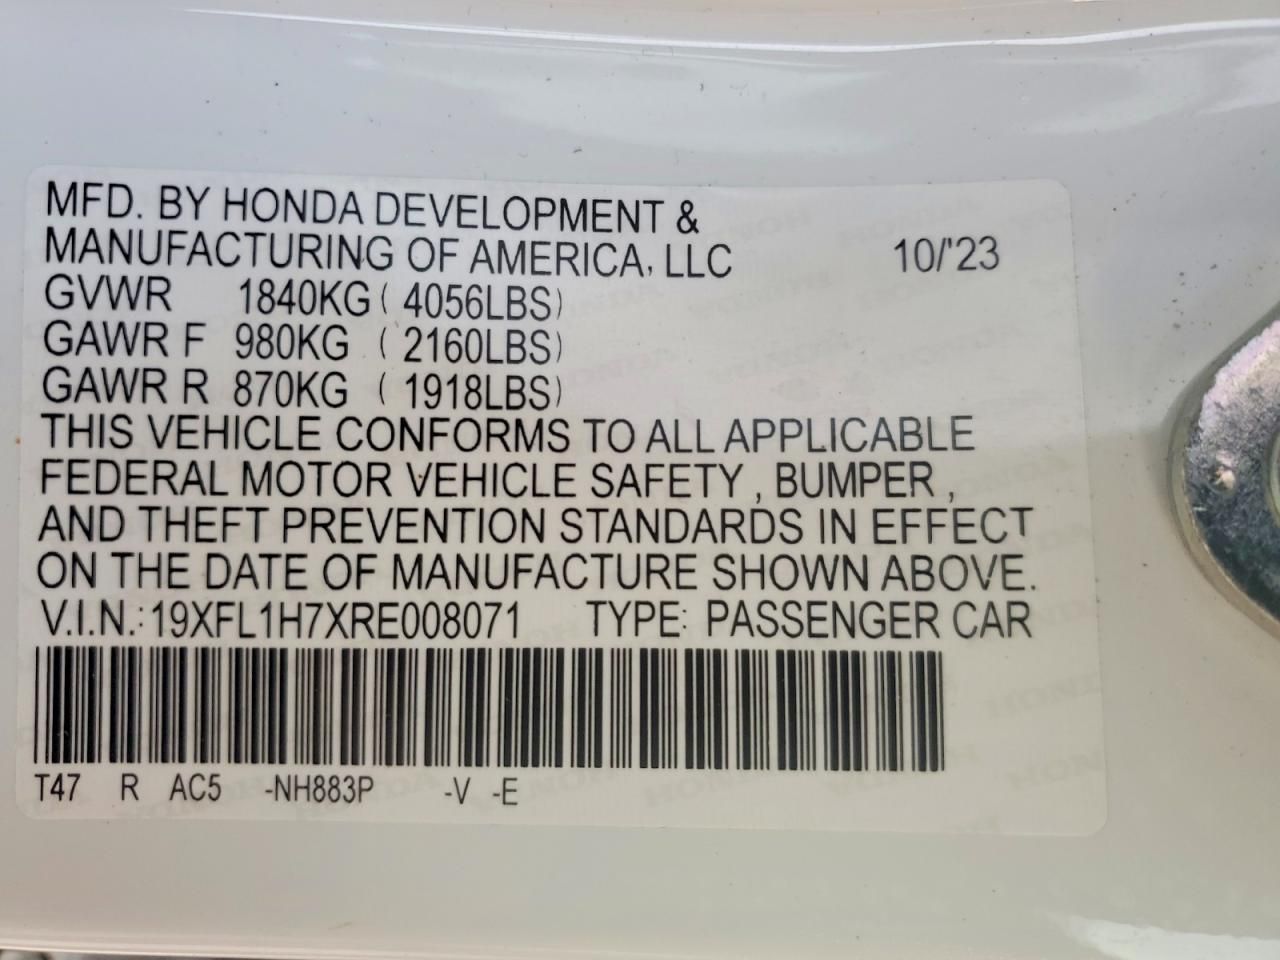 MFD. BY HONDA DEVELOPMENT &
MANUFACTURING OF AMERICA, LLC 10/'23
GVWR 1840KG ( 4056LBS)
GAWR F 980KG ( 2160LBS)
GAWR R 870KG ( 1918LBS)
THIS VEHICLE CONFORMS TO ALL APPLICABLE
FEDERAL MOTOR VEHICLE SAFETY , BUMPER ,
AND THEFT PREVENTION STANDARDS IN EFFECT
ON THE DATE OF MANUFACTURE SHOWN ABOVE.
V.I.N.: 19XFL1H7XRE008071 TYPE: PASSENGER CAR
T47 R AC5 -NH883P -V -E